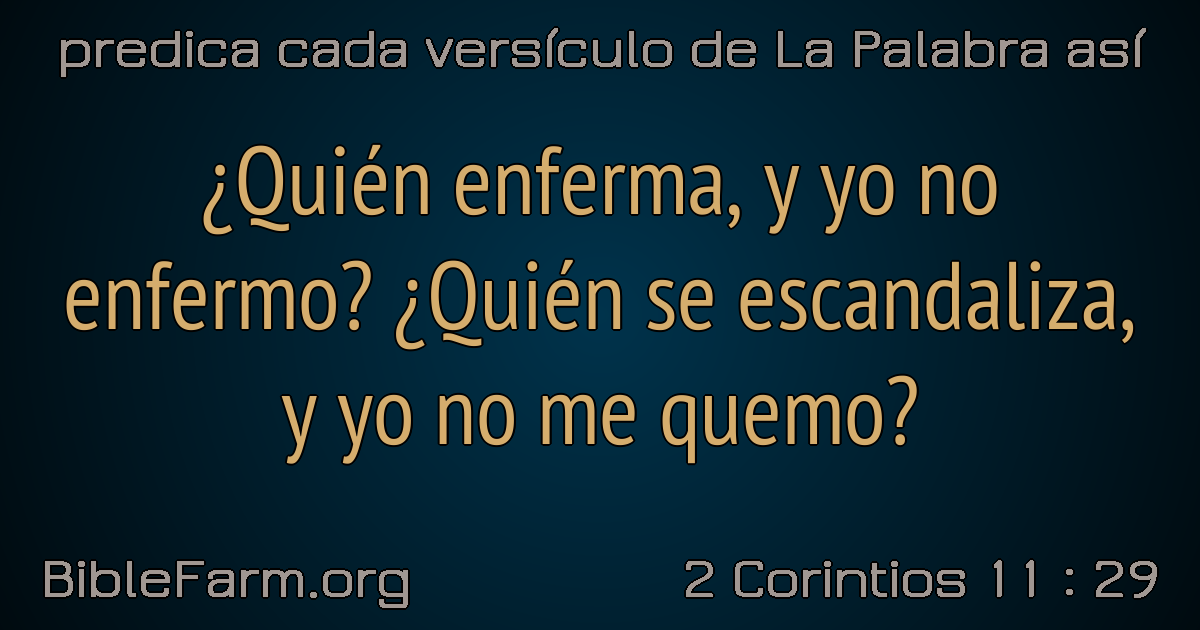 predica cada versículo de La Palabra así
¿Quién enferma, y yo no
enfermo? ¿Quién se escandaliza,
y yo no me quemo?
BibleFarm.org
2 Corintios 11 : 29